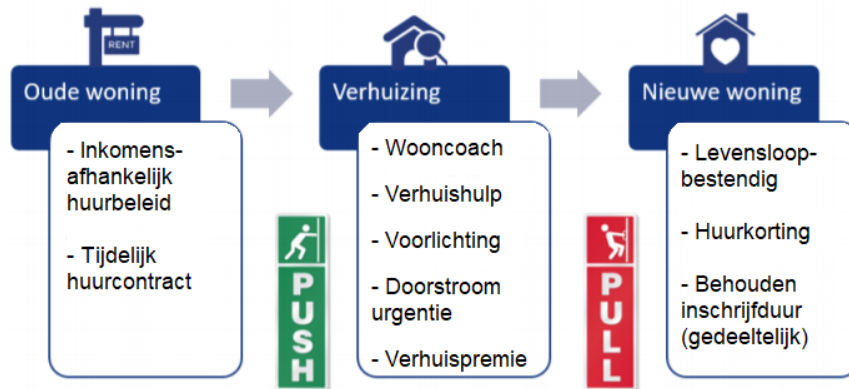 RENT
Oude woning
- Inkomens-
afhankelijk
huurbeleid
- Tijdelijk
huurcontract
PUSH
Verhuizing
- Wooncoach
- Verhuishulp
- Voorlichting
- Doorstroom
urgentie
- Verhuispremie
PULL
Nieuwe woning
- Levensloop-
bestendig
- Huurkorting
- Behouden
inschrijfduur
(gedeeltelijk)